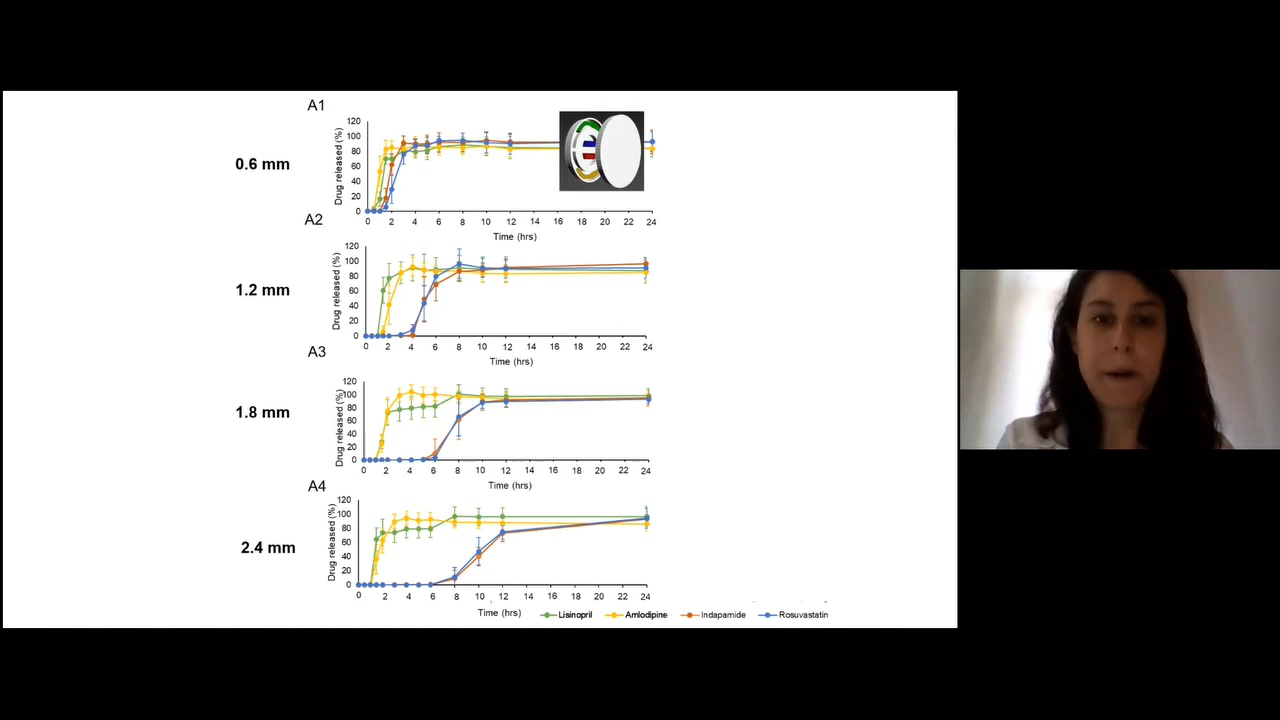 A1
0.6 mm
Drug released (%)
120
100
80
60
40
20
0
0 2 4 6 8 10 12 14 16 18 20 22 24
Time (hrs)
A2
1.2 mm
Drug released (%)
120
100
80
60
40
20
0
0 2 4 6 8 10 12 14 16 18 20 22 24
Time (hrs)
A3
1.8 mm
Drug released (%)
120
100
80
60
40
20
0
0 2 4 6 8 10 12 14 16 18 20 22 24
Time (hrs)
A4
2.4 mm
Drug released (%)
120
100
80
60
40
20
0
0 2 4 6 8 10 12 14 16 18 20 22 24
Time (hrs)
Lisinopril Amlodipine Indapamide Rosuvastatin